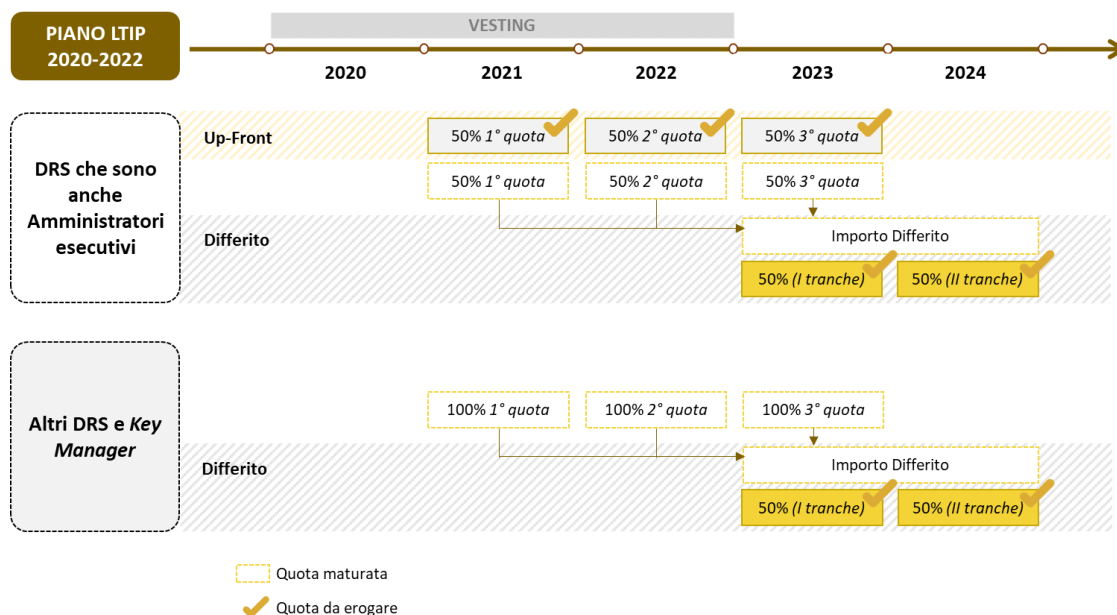 PIANO LTIP
2020-2022
VESTING
2020
2021
2022
2023
2024
DRS che sono
anche
Amministratori
esecutivi
Up-Front
50% 1° quota
50% 2° quota
50% 3° quota
50% 1° quota
50% 2° quota
50% 3° quota
Differito
Importo Differito
50% (I tranche)
50% (II tranche)
Altri DRS e Key
Manager
100% 1° quota
100% 2° quota
100% 3° quota
Differito
Importo Differito
50% (I tranche)
50% (II tranche)
Quota maturata
Quota da erogare